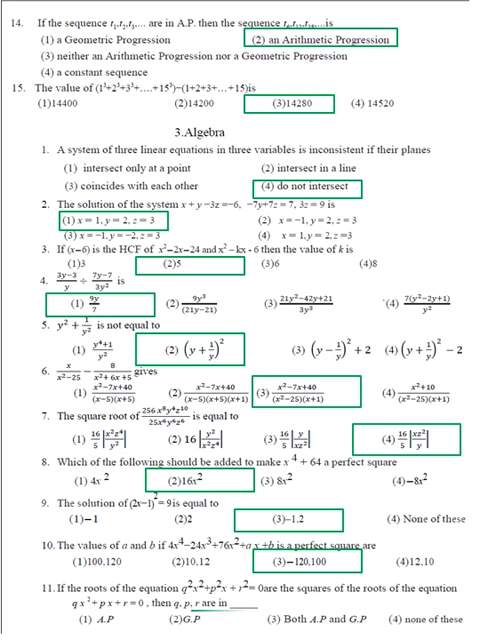 14. If the sequence t₁,t₂,t₃,... are in A.P. then the sequence t₆,t₁₂,t₁₈,...is
(1) a Geometric Progression (2) an Arithmetic Progression
(3) neither an Arithmetic Progression nor a Geometric Progression
(4) a constant sequence
15. The value of (1³+2³+3³+....+15³)−(1+2+3+...+15)is
(1)14400 (2)14200 (3)14280 (4) 14520
3.Algebra
1. A system of three linear equations in three variables is inconsistent if their planes
(1) intersect only at a point (2) intersect in a line
(3) coincides with each other (4) do not intersect
2. The solution of the system x + y −3z =−6, −7y+7z = 7, 3z = 9 is
(1) x = 1, y = 2, z = 3 (2) x = −1, y = 2, z = 3
(3) x = −1, y = −2, z = 3 (4) x = 1, y = 2, z =3
3. If (x−6) is the HCF of x²−2x−24 and x² − kx - 6 then the value of k is
(1)3 (2)5 (3)6 (4)8
4. (3y−3)/y ÷ (7y−7)/3y² is
(1) 9y/7 (2) 9y³/(21y−21) (3) (21y²−42y+21)/3y³ (4) 7(y²−2y+1)/y²
5. y² + 1/y² is not equal to
(1) (y⁴+1)/y² (2) (y + 1/y)² (3) (y − 1/y)² + 2 (4) (y + 1/y)² − 2
6. x/(x²−25) − 8/(x²+ 6x +5) gives
(1) (x²−7x+40)/(x−5)(x+5) (2) (x²−7x+40)/(x−5)(x+5)(x+1) (3) (x²−7x+40)/(x²−25)(x+1) (4) (x²+10)/(x²−25)(x+1)
7. The square root of 256 x⁸y⁴z¹⁰/25x⁶y⁶z⁶ is equal to
(1) 16/5 |x²z⁴/y²| (2) 16 |y²/x²z⁴| (3) 16/5 |y/xz²| (4) 16/5 |xz²/y|
8. Which of the following should be added to make x⁴ + 64 a perfect square
(1) 4x² (2)16x² (3) 8x² (4)−8x²
9. The solution of (2x−1)² = 9is equal to
(1)−1 (2)2 (3)−1.2 (4) None of these
10. The values of a and b if 4x⁴−24x³+76x²+a x +b is a perfect square are
(1)100,120 (2)10,12 (3)−120,100 (4)12,10
11. If the roots of the equation q²x²+p²x + r²= 0are the squares of the roots of the equation
q x²+ p x + r = 0 , then q, p, r are in _____
(1) A.P (2)G.P (3) Both A.P and G.P (4) none of these